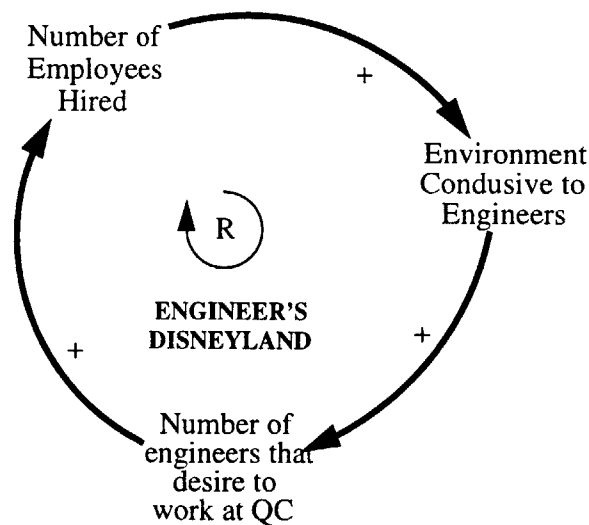 Number of
Employees
Hired
+
Environment
Condusive to
Engineers
R
ENGINEER'S
DISNEYLAND
+
+
Number of
engineers that
desire to
work at QC